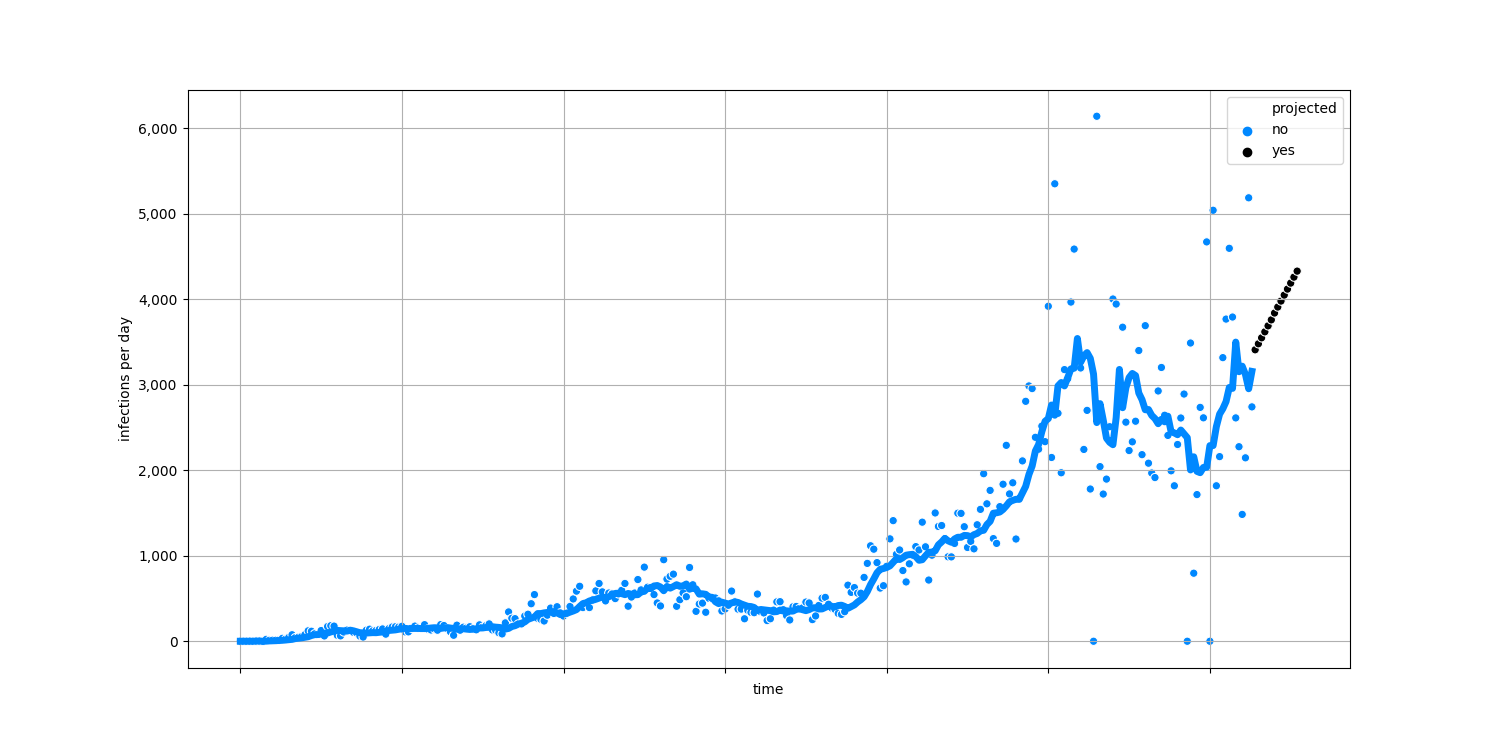 projected
no
yes
6,000
5,000
4,000
3,000
2,000
1,000
0
infections per day
time